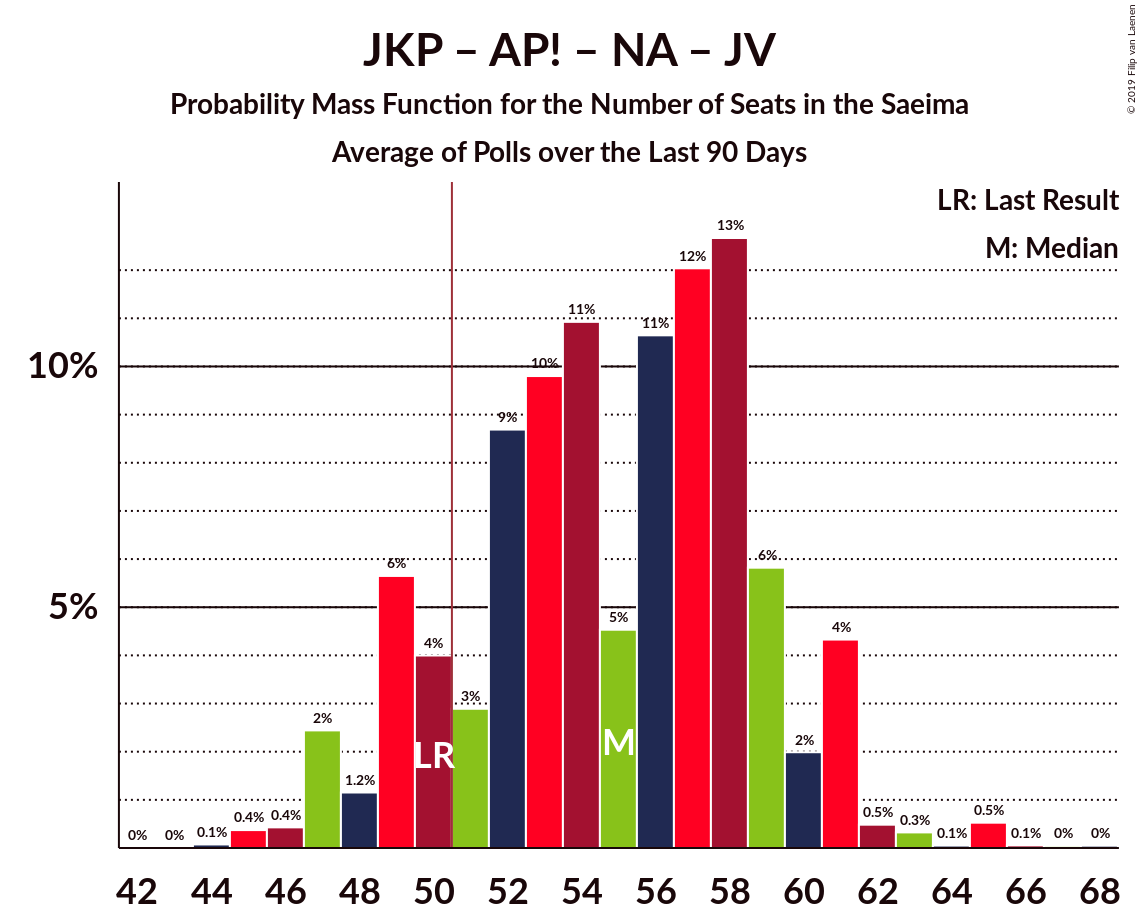 JKP – AP! – NA – JV
Probability Mass Function for the Number of Seats in the Saeima
Average of Polls over the Last 90 Days
© 2019 Filip van Laenen
LR: Last Result
M: Median
10%
5%
0% 0% 0.1% 0.4% 0.4% 2% 1.2% 6% 4% 3% 9% 10% 11% 5% 11% 12% 13% 6% 2% 4% 0.5% 0.3% 0.1% 0.5% 0.1% 0% 0%
LR M
42 44 46 48 50 52 54 56 58 60 62 64 66 68